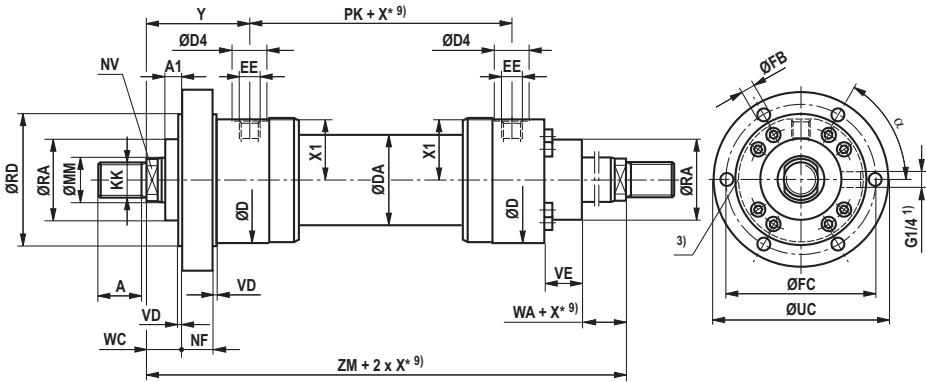 Y
PK + X* 9)
ØD4
ØD4
NV
A1
EE
EE
ØFB
α
ØRD
ØRA
ØMM
KK
X1
ØDA
X1
ØRA
ØD
ØD
G1/4 1)
3)
A
VD
VE
ØFC
VD
WA + X* 9)
ØUC
WC
NF
ZM + 2 x X* 9)